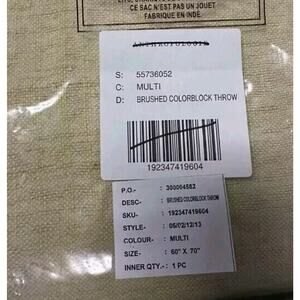 CE SAC N'EST PAS UN JOUET
FABRIQUE EN INDE.
ANTHROPOLOGIE
S: 55736052
C: MULTI
D: BRUSHED COLORBLOCK THROW
192347419604
P.O.- : 300004562
DESC- : BRUSHED COLORBLOCK THROW
SKU- : 192347419604
STYLE- : 05/02/12/13
COLOUR- : MULTI
SIZE- : 60" X 70"
INNER QTY.- : 1 PC